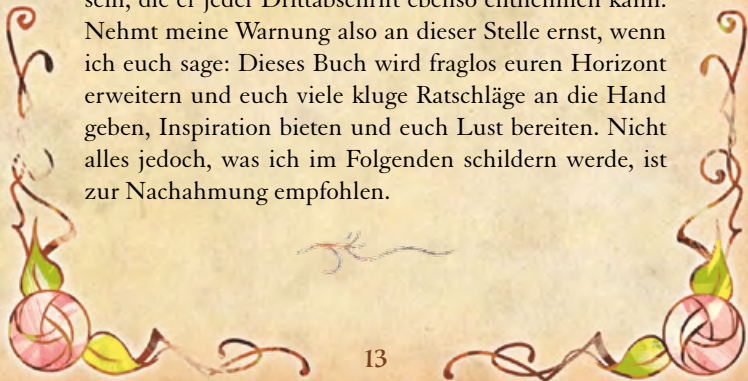 sein, die er jeder Drittabschrift ebenso entnehmen kann.
Nehmt meine Warnung also an dieser Stelle ernst, wenn
ich euch sage: Dieses Buch wird fraglos euren Horizont
erweitern und euch viele kluge Ratschläge an die Hand
geben, Inspiration bieten und euch Lust bereiten. Nicht
alles jedoch, was ich im Folgenden schildern werde, ist
zur Nachahmung empfohlen.
13